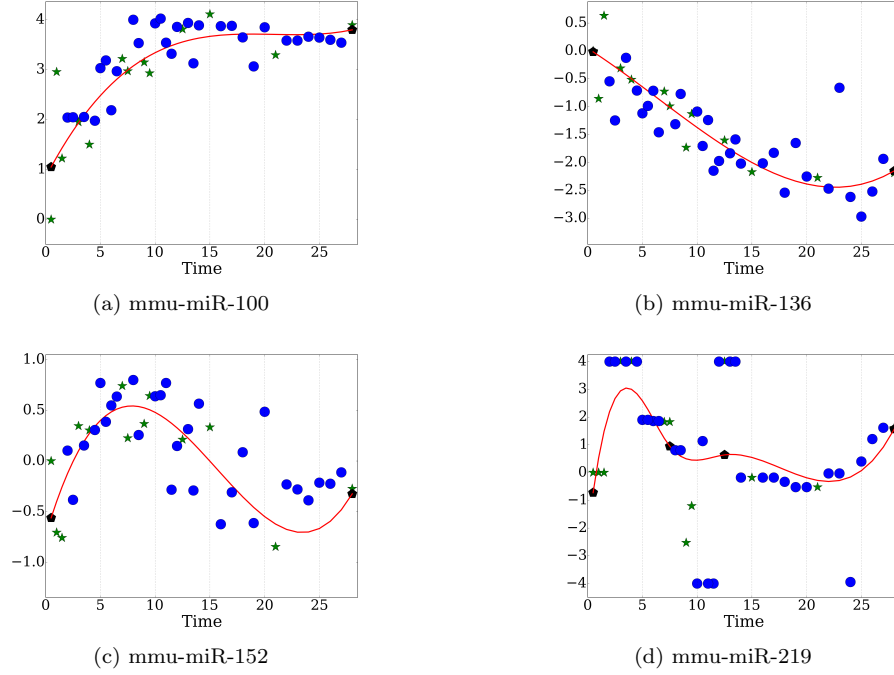 4
3
2
1
0
0 5 10 15 20 25
Time
(a) mmu-miR-100
0.5
0.0
−0.5
−1.0
−1.5
−2.0
−2.5
−3.0
0 5 10 15 20 25
Time
(b) mmu-miR-136
1.0
0.5
0.0
−0.5
−1.0
0 5 10 15 20 25
Time
(c) mmu-miR-152
4
3
2
1
0
−1
−2
−3
−4
0 5 10 15 20 25
Time
(d) mmu-miR-219